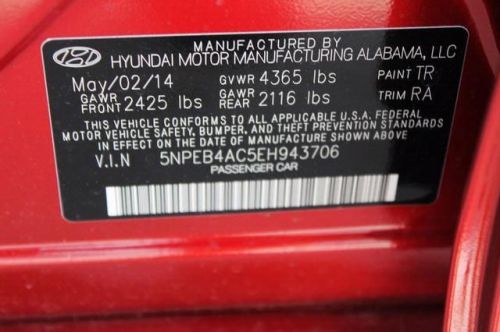 MANUFACTURED BY
HYUNDAI MOTOR MANUFACTURING ALABAMA, LLC
May/02/14 GVWR 4365 lbs PAINT TR
GAWR FRONT 2425 lbs GAWR REAR 2116 lbs TRIM RA
THIS VEHICLE CONFORMS TO ALL APPLICABLE U.S.A. FEDERAL
MOTOR VEHICLE SAFETY, BUMPER, AND THEFT PREVENTION STANDARDS
IN EFFECT ON THE DATE OF MANUFACTURE SHOWN ABOVE.
V.I.N 5NPEB4AC5EH943706
PASSENGER CAR